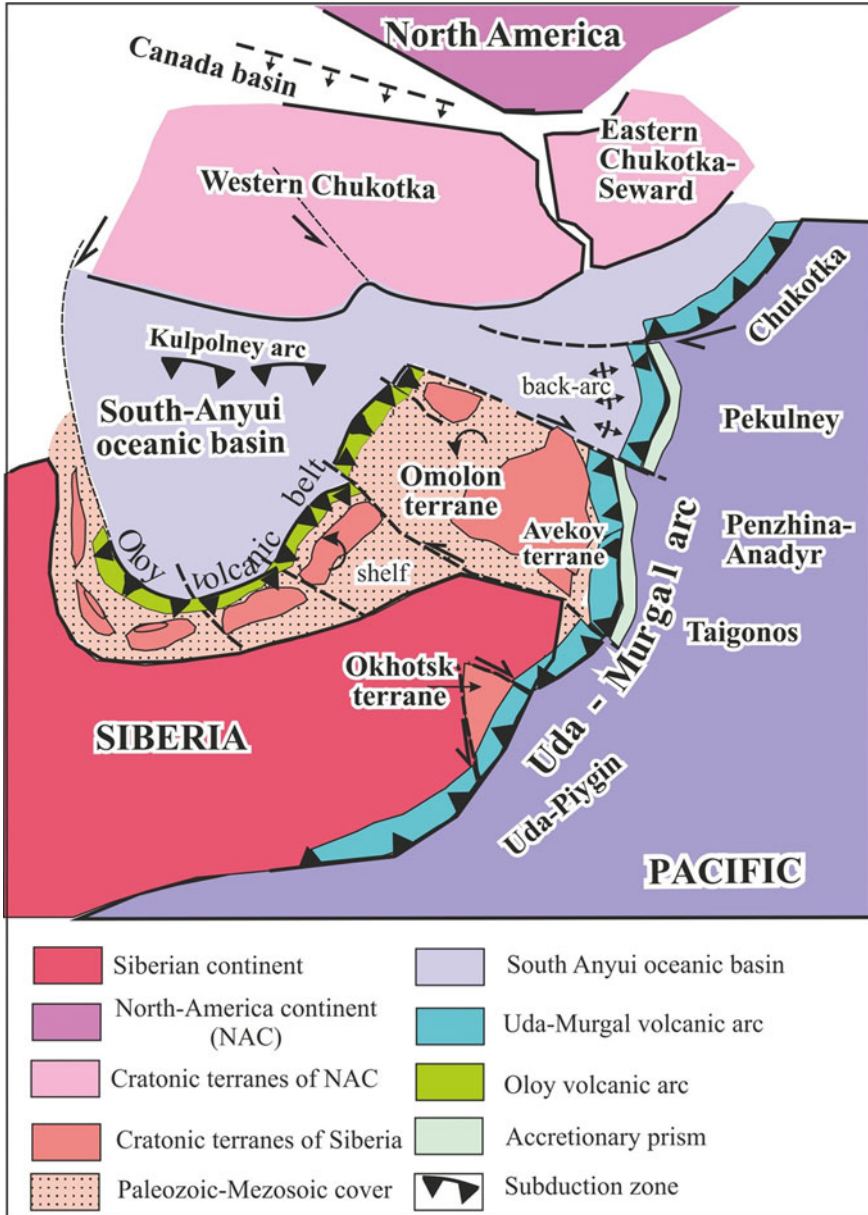 North America
Canada basin
Eastern
Chukotka-
Seward
Western Chukotka
Chukotka
Kulpolney arc
back-arc
South-Anyui
oceanic basin
Pekulney
Omolon
terrane
Oloy volcanic belt
Avekov
terrane
Penzhina-
Anadyr
shelf
Taigonos
Okhotsk
terrane
Uda - Murgal arc
SIBERIA
Uda-Piygin
PACIFIC
Siberian continent
North-America continent
(NAC)
Cratonic terranes of NAC
Cratonic terranes of Siberia
Paleozoic-Mezosoic cover
South Anyui oceanic basin
Uda-Murgal volcanic arc
Oloy volcanic arc
Accretionary prism
Subduction zone